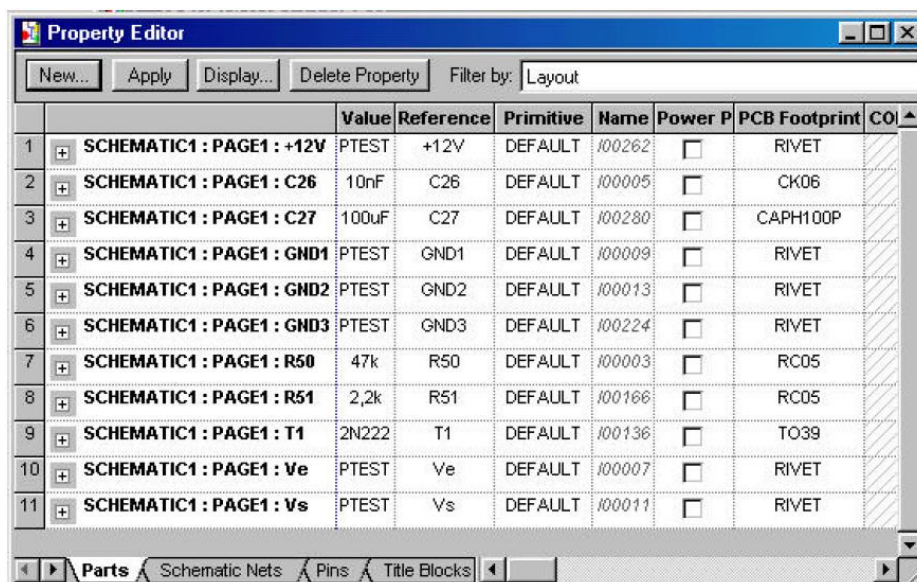 Property Editor
New... Apply Display... Delete Property Filter by: Layout
Value Reference Primitive Name Power P PCB Footprint CO
1 SCHEMATIC1 : PAGE1 : +12V PTEST +12V DEFAULT I00262 RIVET
2 SCHEMATIC1 : PAGE1 : C26 10nF C26 DEFAULT I00005 CK06
3 SCHEMATIC1 : PAGE1 : C27 100uF C27 DEFAULT I00280 CAPH100P
4 SCHEMATIC1 : PAGE1 : GND1 PTEST GND1 DEFAULT I00009 RIVET
5 SCHEMATIC1 : PAGE1 : GND2 PTEST GND2 DEFAULT I00013 RIVET
6 SCHEMATIC1 : PAGE1 : GND3 PTEST GND3 DEFAULT I00224 RIVET
7 SCHEMATIC1 : PAGE1 : R50 47k R50 DEFAULT I00003 RC05
8 SCHEMATIC1 : PAGE1 : R51 2,2k R51 DEFAULT I00166 RC05
9 SCHEMATIC1 : PAGE1 : T1 2N222 T1 DEFAULT I00136 TO39
10 SCHEMATIC1 : PAGE1 : Ve PTEST Ve DEFAULT I00007 RIVET
11 SCHEMATIC1 : PAGE1 : Vs PTEST Vs DEFAULT I00011 RIVET
Parts Schematic Nets Pins Title Blocks